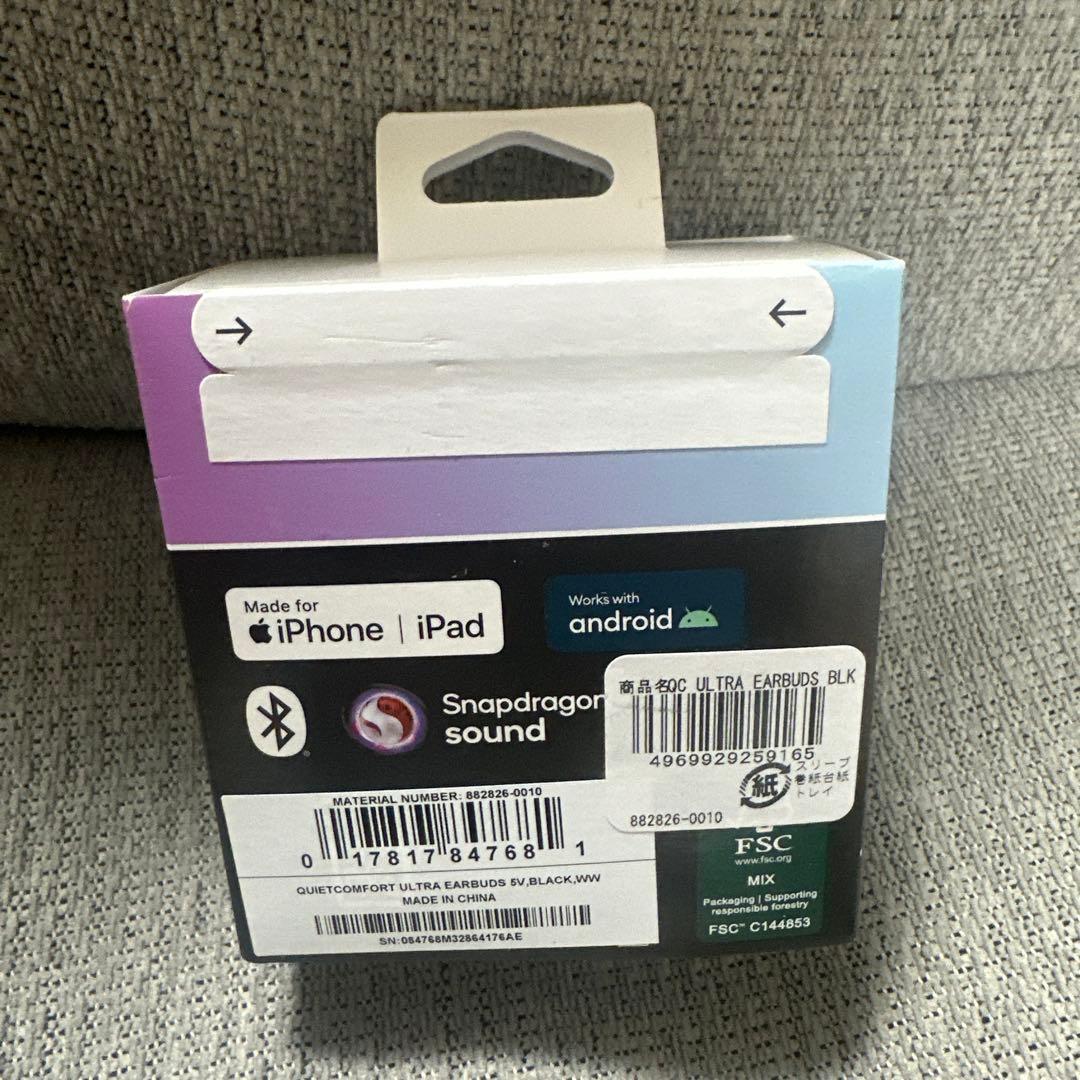 Made for
iPhone | iPad
Works with
android
Snapdragon
sound
商品名QC ULTRA EARBUDS BLK
4969929259165
紙
スリーブ
巻紙台紙
トレイ
882826-0010
MATERIAL NUMBER: 882826-0010
0 17817 84768 1
QUIETCOMFORT ULTRA EARBUDS 5V,BLACK,WW
MADE IN CHINA
SN:084768M32864176AE
FSC
www.fsc.org
MIX
Packaging | Supporting
responsible forestry
FSC™ C144853